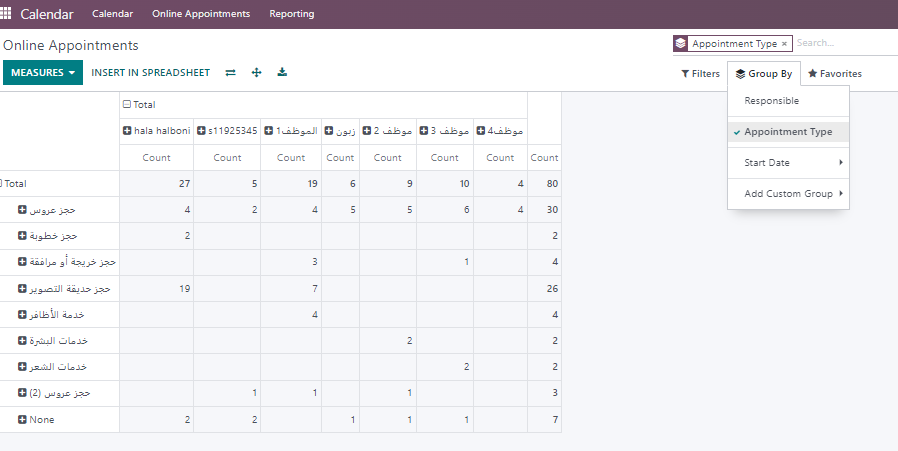 Calendar Calendar Online Appointments Reporting
Online Appointments
Appointment Type × Search...
MEASURES INSERT IN SPREADSHEET
Filters Group By Favorites
Responsible
Appointment Type
Start Date
Add Custom Group
Total
hala halboni s11925345 الموظف1 زبون موظف 2 موظف 3 موظف4
Count Count Count Count Count Count Count Count
Total 27 5 19 6 9 10 4 80
حجز عروس 4 2 4 5 5 6 4 30
حجز خطوبة 2 2
حجز خريجة أو مرافقة 3 1 4
حجز حديقة التصوير 19 7 26
خدمة الأظافر 4 4
خدمات البشرة 2 2
خدمات الشعر 2 2
حجز عروس (2) 1 1 1 3
None 2 2 1 1 1 7